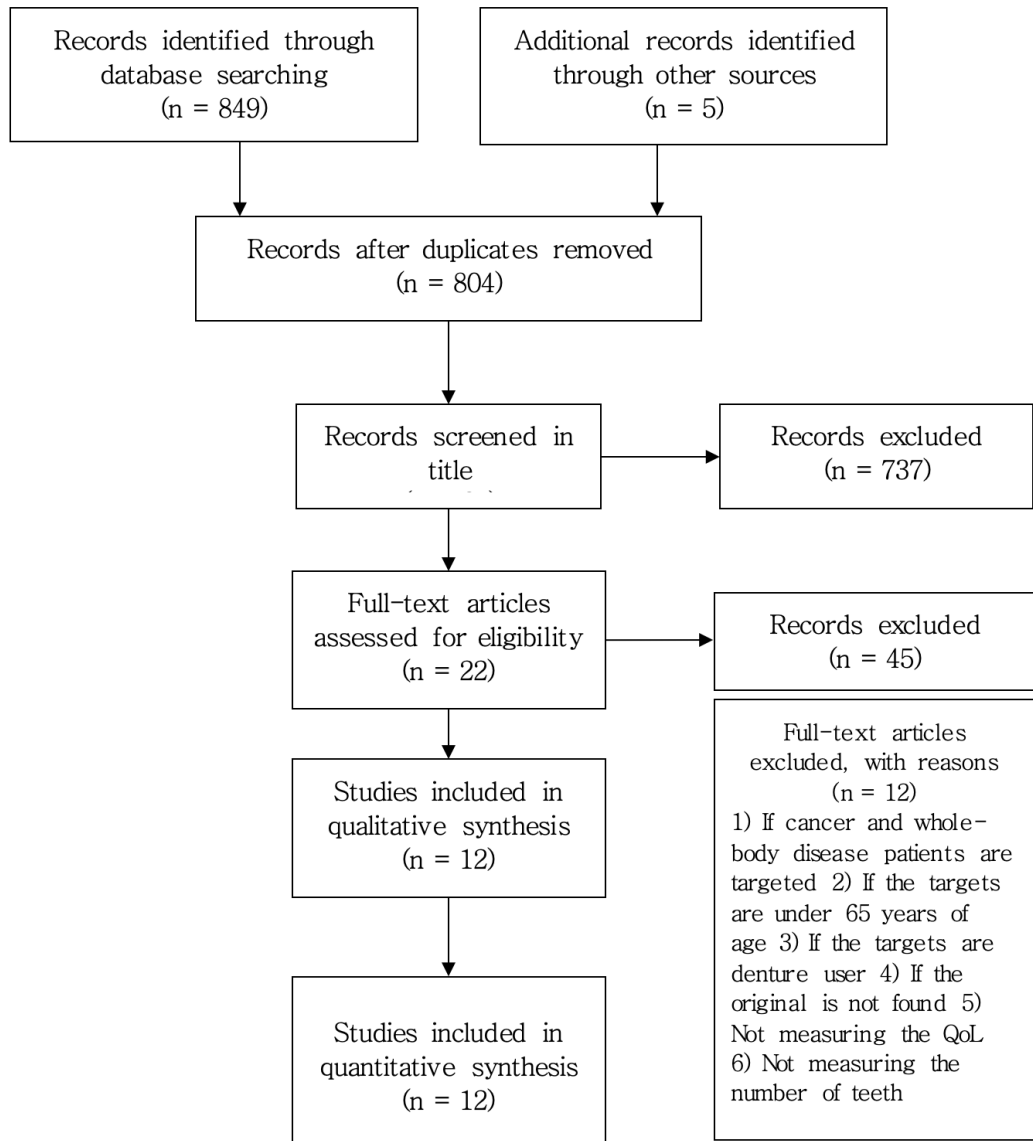 Records identified through
database searching
(n = 849)
Additional records identified
through other sources
(n = 5)
Records after duplicates removed
(n = 804)
Records screened in
title
Records excluded
(n = 737)
Full-text articles
assessed for eligibility
(n = 22)
Records excluded
(n = 45)
Full-text articles
excluded, with reasons
(n = 12)
1) If cancer and whole-
body disease patients are
targeted 2) If the targets
are under 65 years of
age 3) If the targets are
denture user 4) If the
original is not found 5)
Not measuring the QoL
6) Not measuring the
number of teeth
Studies included in
qualitative synthesis
(n = 12)
Studies included in
quantitative synthesis
(n = 12)